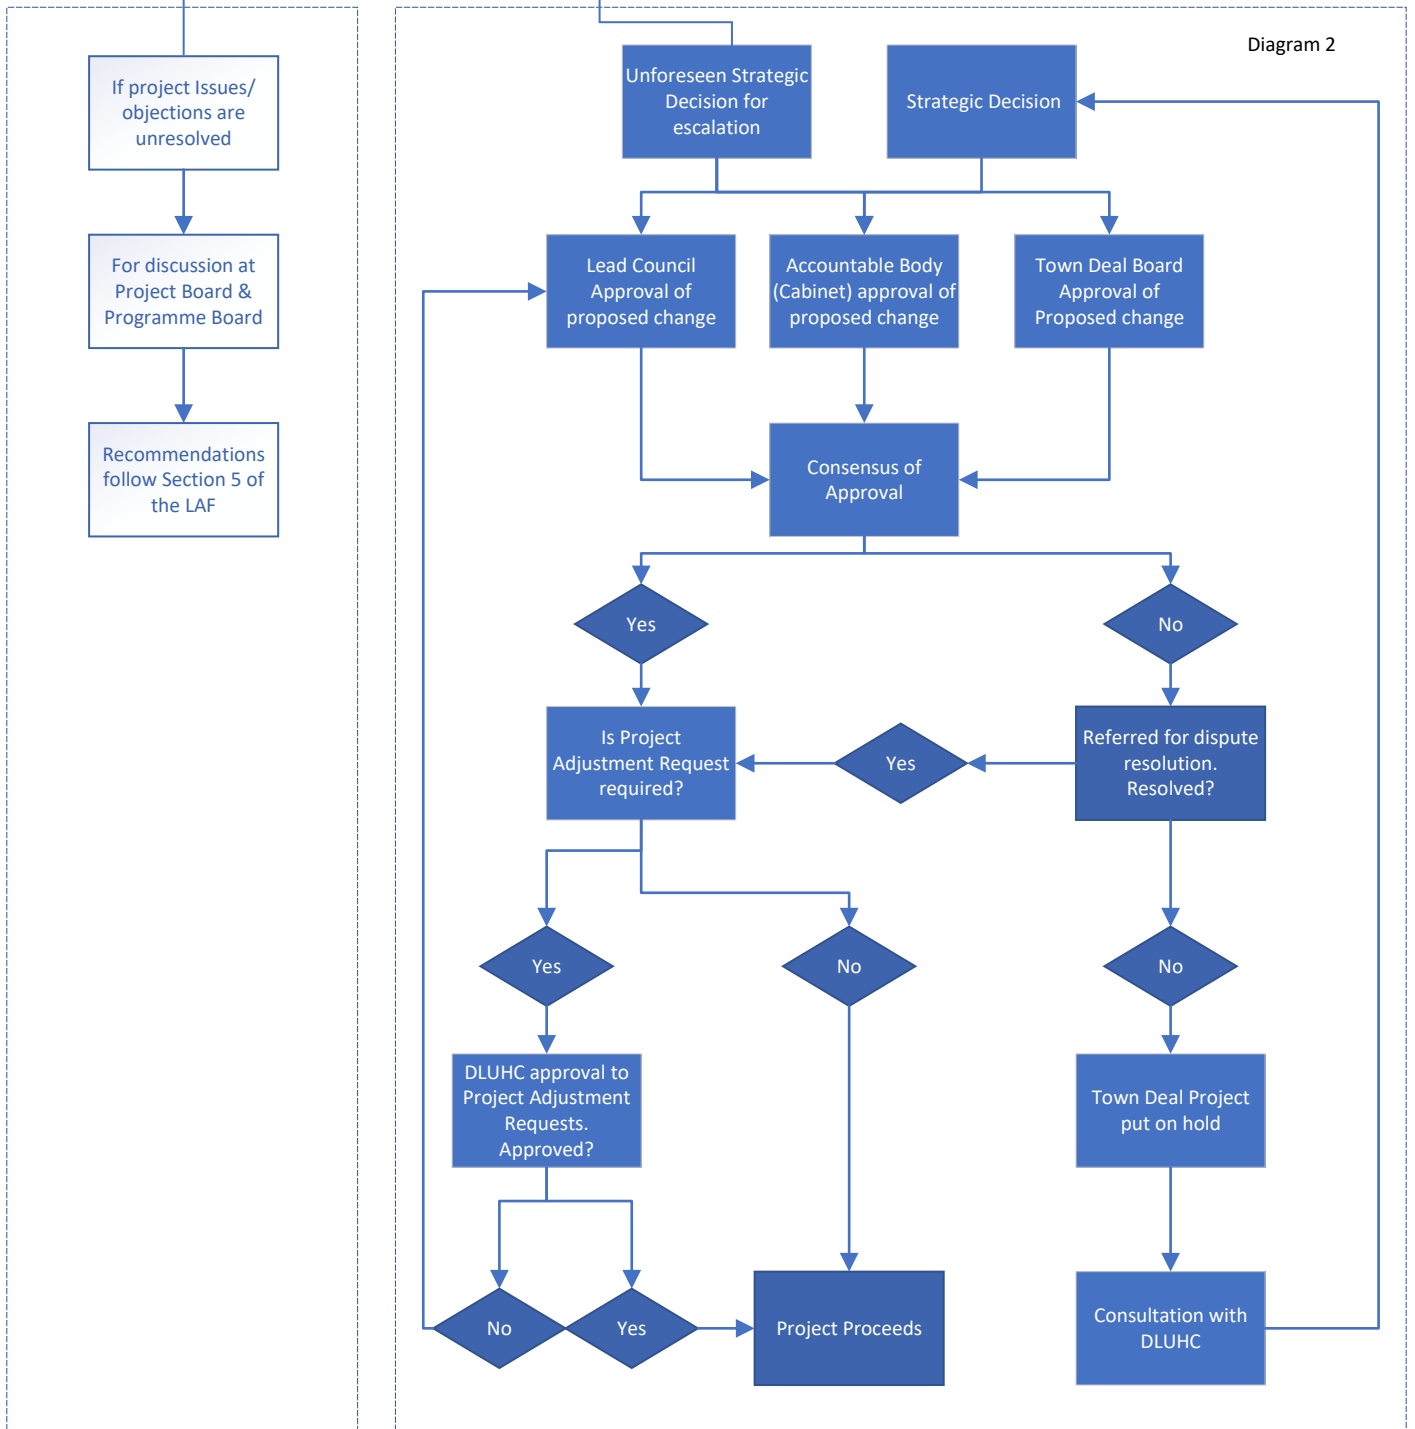 Diagram 2
If project Issues/
objections are
unresolved
For discussion at
Project Board &
Programme Board
Recommendations
follow Section 5 of
the LAF
Unforeseen Strategic
Decision for
escalation
Strategic Decision
Lead Council
Approval of
proposed change
Accountable Body
(Cabinet) approval of
proposed change
Town Deal Board
Approval of
Proposed change
Consensus of
Approval
Yes
No
Is Project
Adjustment Request
required?
Yes
Referred for dispute
resolution.
Resolved?
Yes
No
No
DLUHC approval to
Project Adjustment
Requests.
Approved?
Town Deal Project
put on hold
No
Yes
Project Proceeds
Consultation with
DLUHC